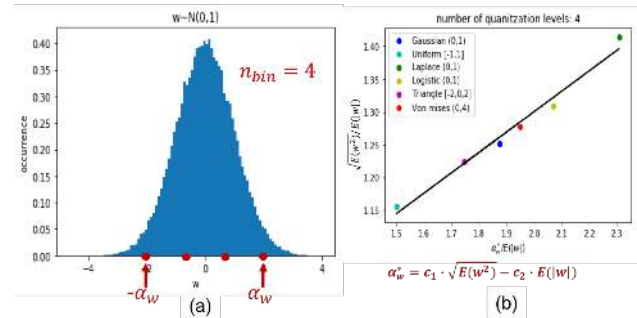 w~N(0,1)
n_bin = 4
occurrence
0.40
0.35
0.30
0.25
0.20
0.15
0.10
0.05
0.00
−4
−2
0
2
4
w
-α_w
α_w
(a)
number of quanitzation levels: 4
Gaussian (0,1)
Uniform [-1,1]
Laplace (0,1)
Logistic (0,1)
Triangle [-2,0,2]
Von mises (0,4)
√E(w²)/E(|w|)
1.40
1.35
1.30
1.25
1.20
1.15
1.5
1.6
1.7
1.8
1.9
2.0
2.1
2.2
2.3
α*_w/E(|w|)
α*_w = c₁ · √E(w²) − c₂ · E(|w|)
(b)